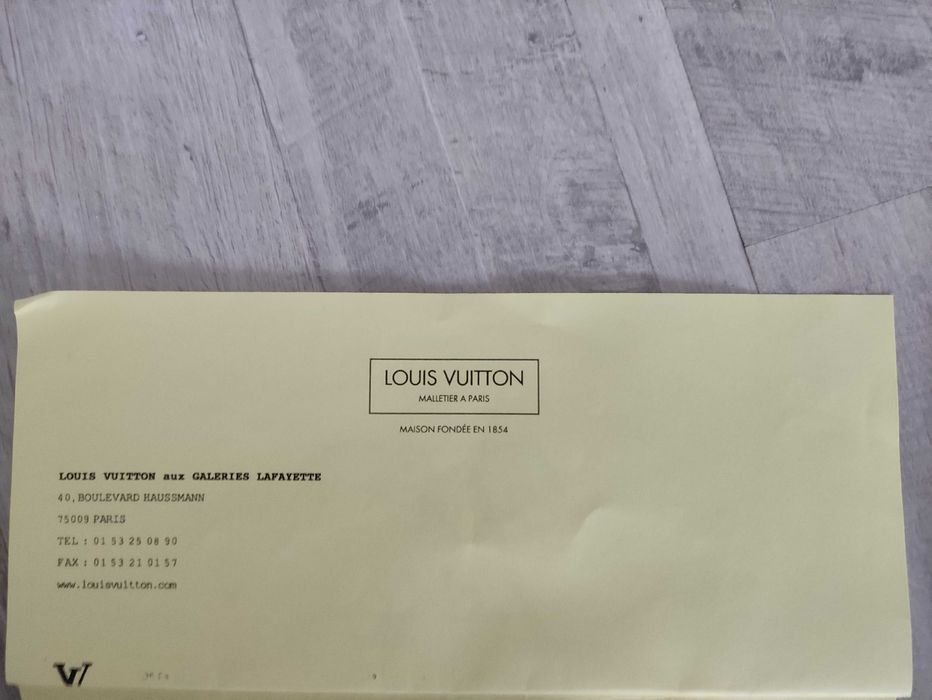 LOUIS VUITTON
MALLETIER A PARIS
MAISON FONDÉE EN 1854
LOUIS VUITTON aux GALERIES LAFAYETTE
40, BOULEVARD HAUSSMANN
75009 PARIS
TEL : 01 53 25 08 90
FAX : 01 53 21 01 57
www.louisvuitton.com